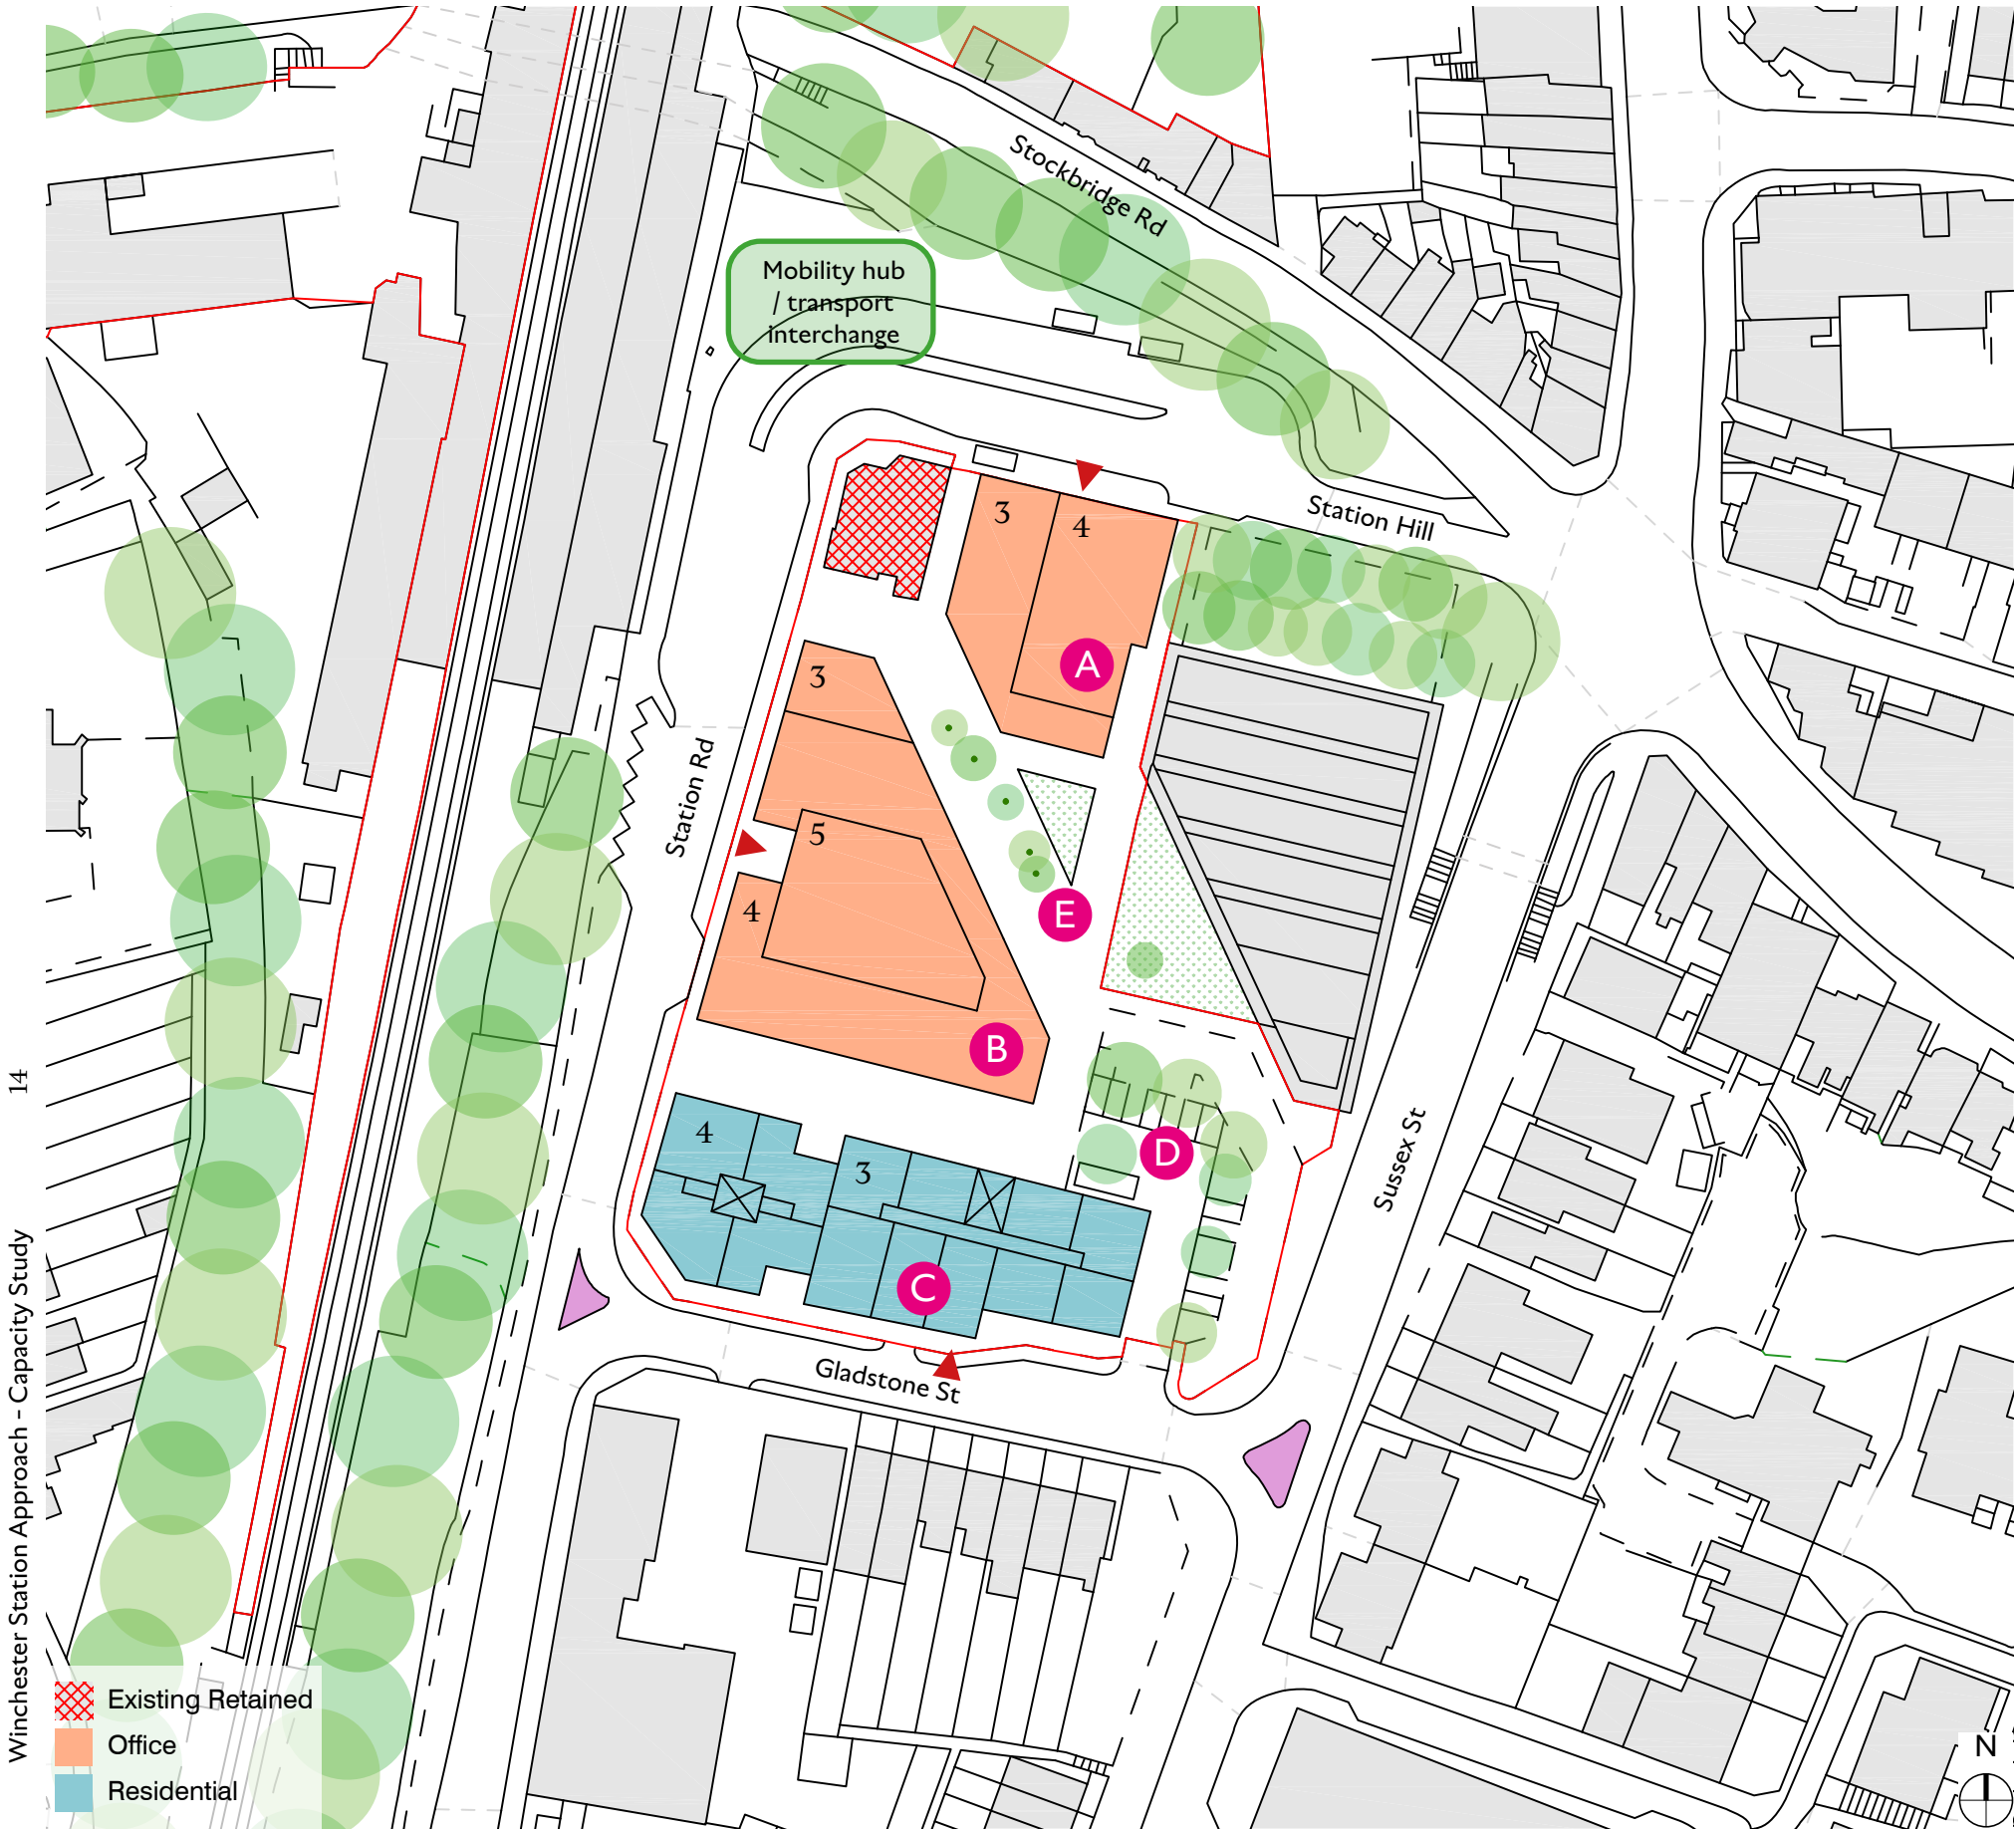 Stockbridge Rd
Mobility hub
/ transport
interchange
Station Hill
3
4
A
3
Station Rd
5
4
E
B
D
4
3
C
Sussex St
Gladstone St
Winchester Station Approach - Capacity Study 14
Existing Retained
Office
Residential
N